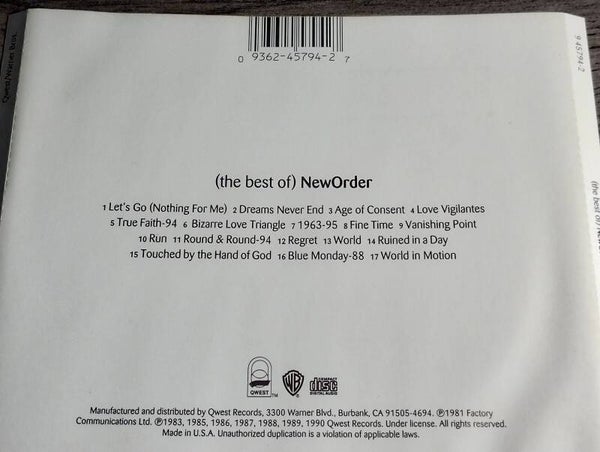 Qwest/Warner Bros.
0 9362-45794-2 7
9 45794-2
(the best of) NewOrder
1 Let's Go (Nothing For Me) 2 Dreams Never End 3 Age of Consent 4 Love Vigilantes
5 True Faith-94 6 Bizarre Love Triangle 7 1963-95 8 Fine Time 9 Vanishing Point
10 Run 11 Round & Round-94 12 Regret 13 World 14 Ruined in a Day
15 Touched by the Hand of God 16 Blue Monday-88 17 World in Motion
(the best of)
QWEST
WB
COMPACT
disc
DIGITAL AUDIO
Manufactured and distributed by Qwest Records, 3300 Warner Blvd., Burbank, CA 91505-4694. ℗1981 Factory
Communications Ltd. ℗1983, 1985, 1986, 1987, 1988, 1989, 1990 Qwest Records. Under license. All rights reserved.
Made in U.S.A. Unauthorized duplication is a violation of applicable laws.